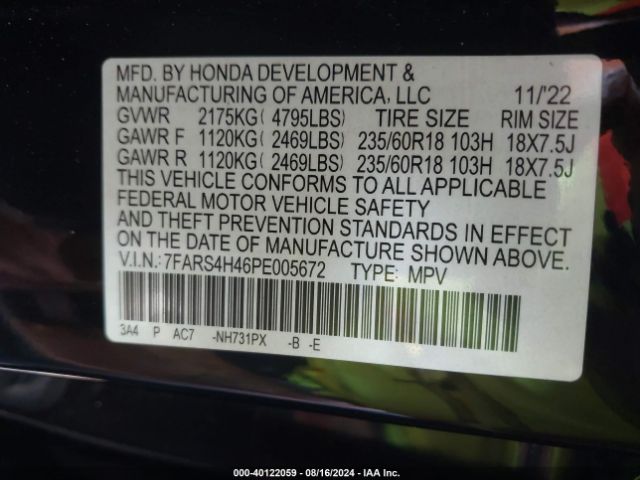 MFD. BY HONDA DEVELOPMENT &
MANUFACTURING OF AMERICA, LLC 11/'22
GVWR 2175KG( 4795LBS) TIRE SIZE RIM SIZE
GAWR F 1120KG( 2469LBS) 235/60R18 103H 18X7.5J
GAWR R 1120KG( 2469LBS) 235/60R18 103H 18X7.5J
THIS VEHICLE CONFORMS TO ALL APPLICABLE
FEDERAL MOTOR VEHICLE SAFETY
AND THEFT PREVENTION STANDARDS IN EFFECT
ON THE DATE OF MANUFACTURE SHOWN ABOVE.
V.I.N.:7FARS4H46PE005672 TYPE: MPV
3A4 P AC7 -NH731PX -B -E
000-40122059 - 08/16/2024 - IAA Inc.